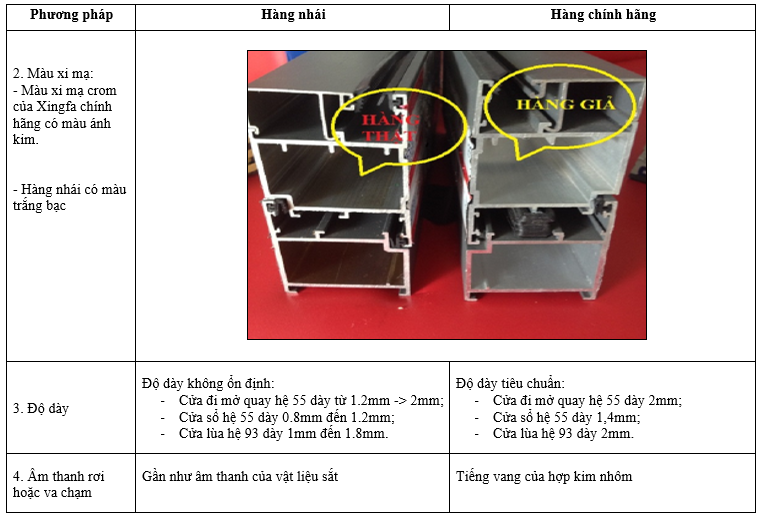 Phương pháp
Hàng nhái
Hàng chính hãng
2. Màu xi mạ:
- Màu xi mạ crom
của Xingfa chính
hãng có màu ánh
kim.
- Hàng nhái có màu
trắng bạc
HÀNG
THẬT
HÀNG GIẢ
3. Độ dày
Độ dày không ổn định:
- Cửa đi mở quay hệ 55 dày từ 1.2mm -> 2mm;
- Cửa sổ hệ 55 dày 0.8mm đến 1.2mm;
- Cửa lùa hệ 93 dày 1mm đến 1.8mm.
Độ dày tiêu chuẩn:
- Cửa đi mở quay hệ 55 dày 2mm;
- Cửa sổ hệ 55 dày 1,4mm;
- Cửa lùa hệ 93 dày 2mm.
4. Âm thanh rơi
hoặc va chạm
Gần như âm thanh của vật liệu sắt
Tiếng vang của hợp kim nhôm